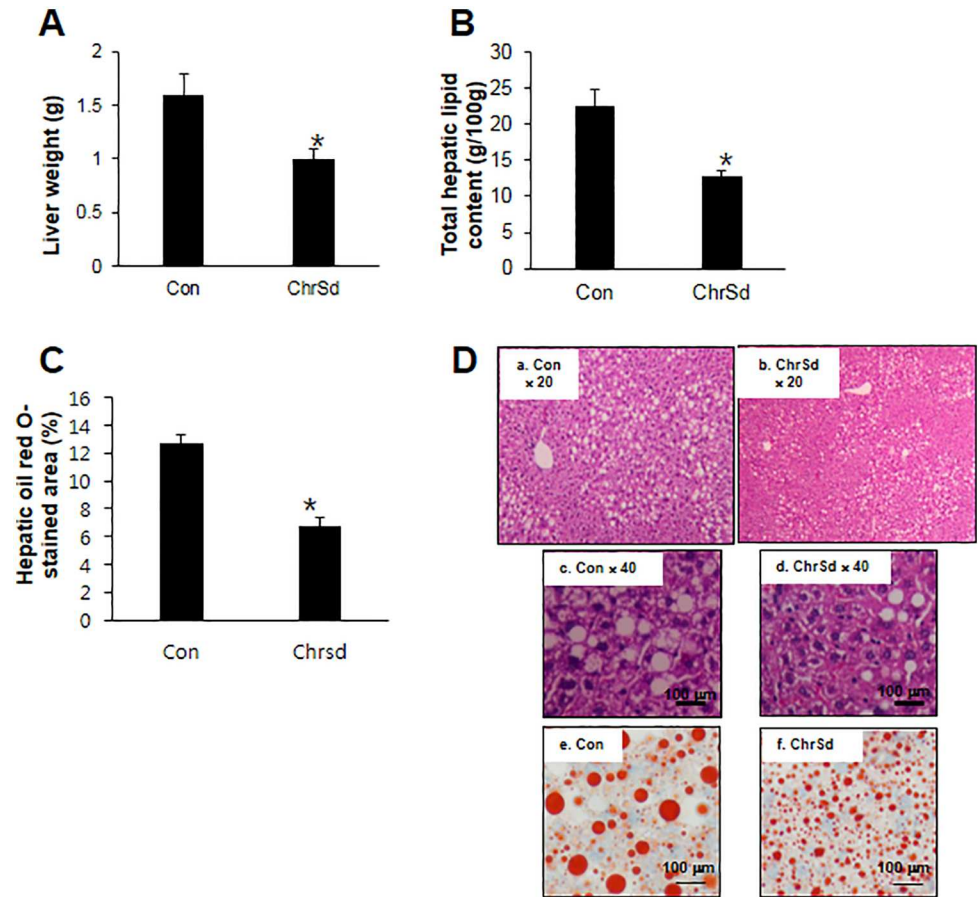 A
Liver weight (g)
2
1.5
1
0.5
0
*
Con
ChrSd
B
Total hepatic lipid
content (g/100g)
30
25
20
15
10
5
0
*
Con
ChrSd
C
Hepatic oil red O-
stained area (%)
16
14
12
10
8
6
4
2
0
*
Con
Chrsd
D
a. Con
× 20
b. ChrSd
× 20
c. Con × 40
100 μm
d. ChrSd × 40
100 μm
e. Con
100 μm
f. ChrSd
100 μm